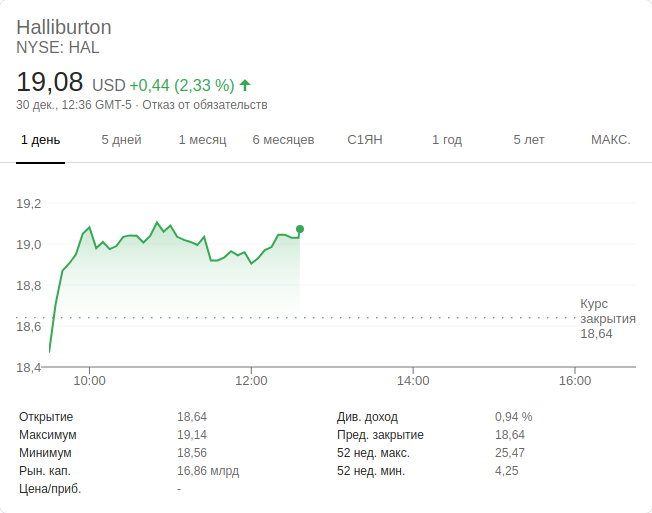 Halliburton
NYSE: HAL
19,08 USD +0,44 (2,33 %)
30 дек., 12:36 GMT-5 · Отказ от обязательств
1 день 5 дней 1 месяц 6 месяцев С1ЯН 1 год 5 лет МАКС.
19,2
19,0
18,8
18,6
18,4
Курс
закрытия
18,64
10:00 12:00 14:00 16:00
Открытие 18,64 Див. доход 0,94 %
Максимум 19,14 Пред. закрытие 18,64
Минимум 18,56 52 нед. макс. 25,47
Рын. кап. 16,86 млрд 52 нед. мин. 4,25
Цена/приб. -